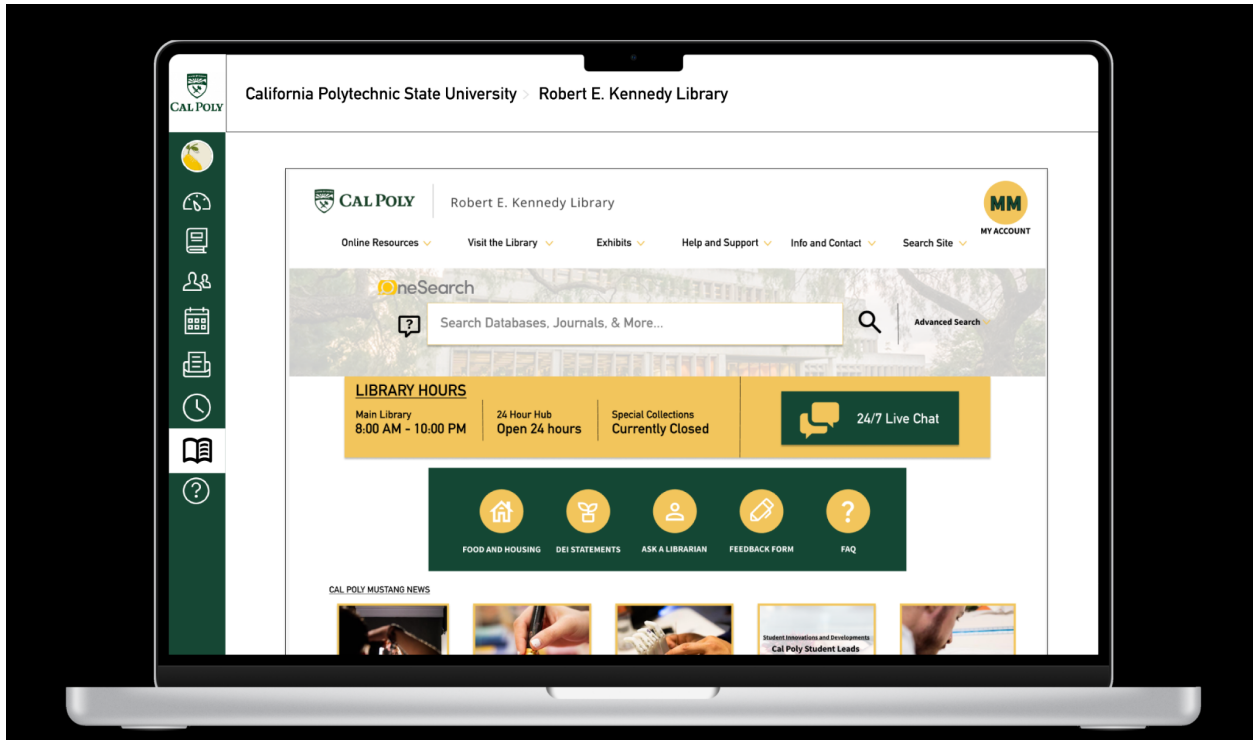 CAL POLY
California Polytechnic State University > Robert E. Kennedy Library
CAL POLY
Robert E. Kennedy Library
MM
MY ACCOUNT
Online Resources
Visit the Library
Exhibits
Help and Support
Info and Contact
Search Site
OneSearch
?
Search Databases, Journals, & More...
Advanced Search
LIBRARY HOURS
Main Library
8:00 AM - 10:00 PM
24 Hour Hub
Open 24 hours
Special Collections
Currently Closed
24/7 Live Chat
?
?
FOOD AND HOUSING
DEI STATEMENTS
ASK A LIBRARIAN
FEEDBACK FORM
FAQ
CAL POLY MUSTANG NEWS
Student Innovations and Developments
Cal Poly Student Leads